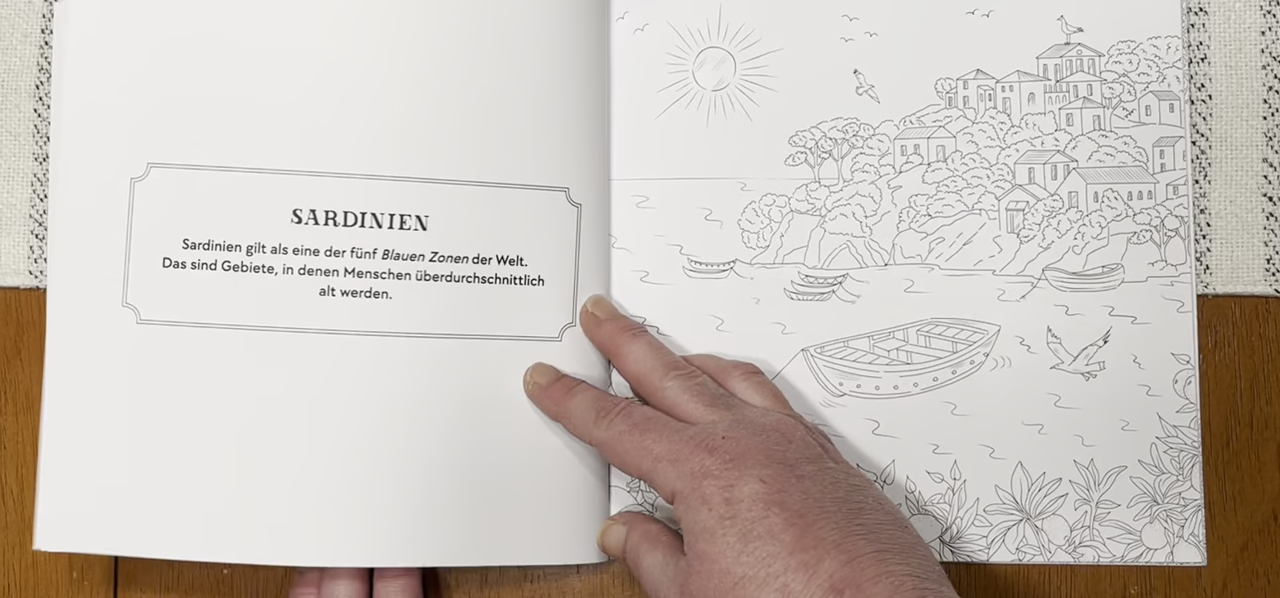 SARDINIEN
Sardinien gilt als eine der fünf Blauen Zonen der Welt.
Das sind Gebiete, in denen Menschen überdurchschnittlich
alt werden.